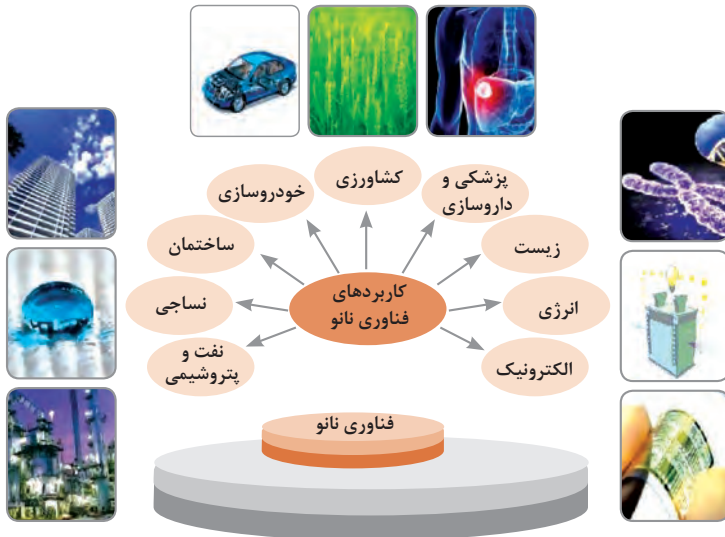 کشاورزی
پزشکی و
داروسازی
خودروسازی
زیست
ساختمان
انرژی
کاربردهای
فناوری نانو
نساجی
الکترونیک
نفت و
پتروشیمی
فناوری نانو